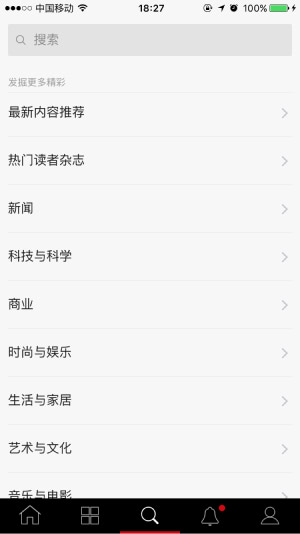 中国移动 18:27 100%
搜索
发掘更多精彩
最新内容推荐
热门读者杂志
新闻
科技与科学
商业
时尚与娱乐
生活与家居
艺术与文化
音乐与电影